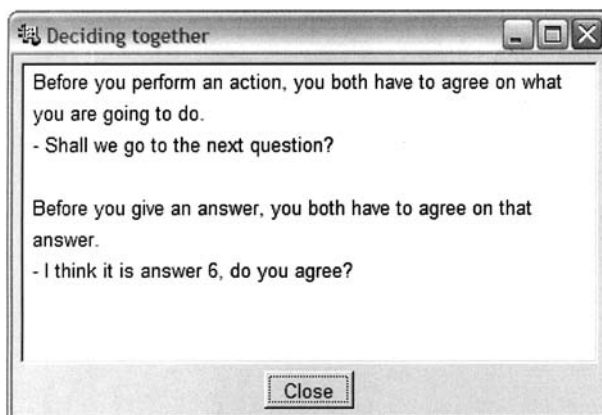 Deciding together
Before you perform an action, you both have to agree on what
you are going to do.
- Shall we go to the next question?
Before you give an answer, you both have to agree on that
answer.
- I think it is answer 6, do you agree?
Close